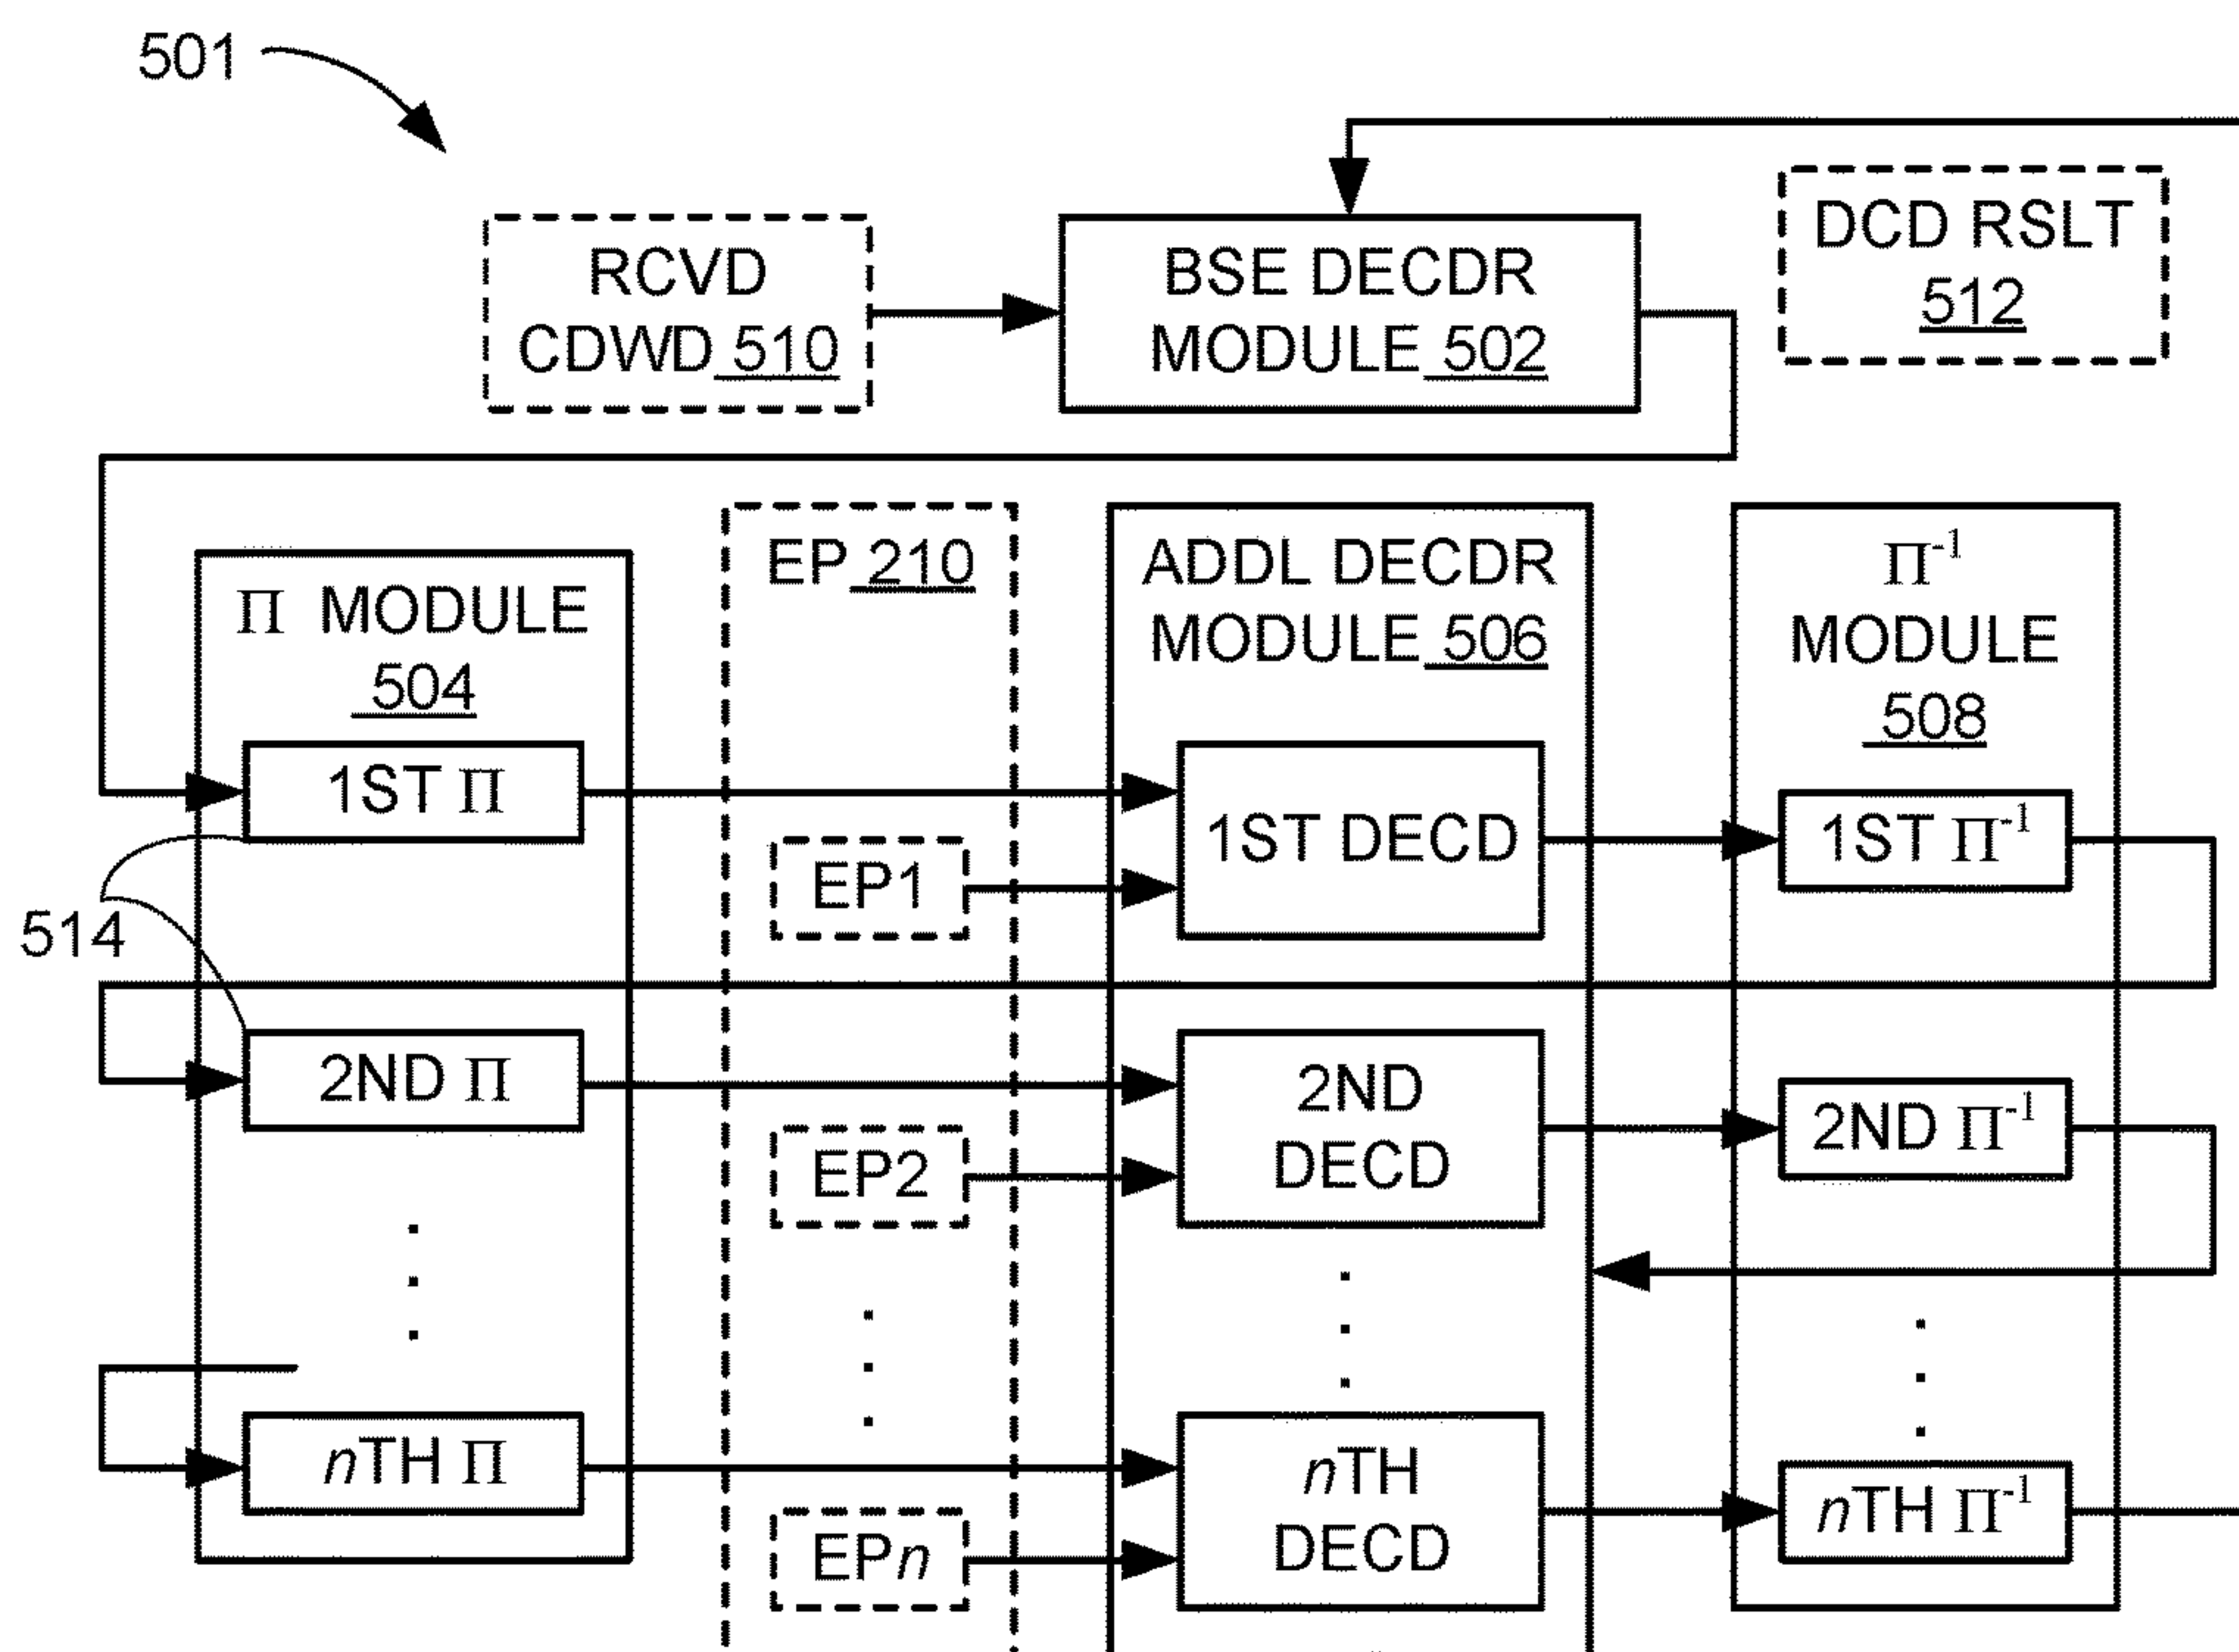 501
RCVD
CDWD 510
BSE DECDR
MODULE 502
DCD RSLT
512
Π MODULE
504
EP 210
ADDL DECDR
MODULE 506
Π⁻¹
MODULE
508
1ST Π
EP1
1ST DECD
1ST Π⁻¹
514
2ND Π
EP2
2ND
DECD
2ND Π⁻¹
nTH Π
EPn
nTH
DECD
nTH Π⁻¹